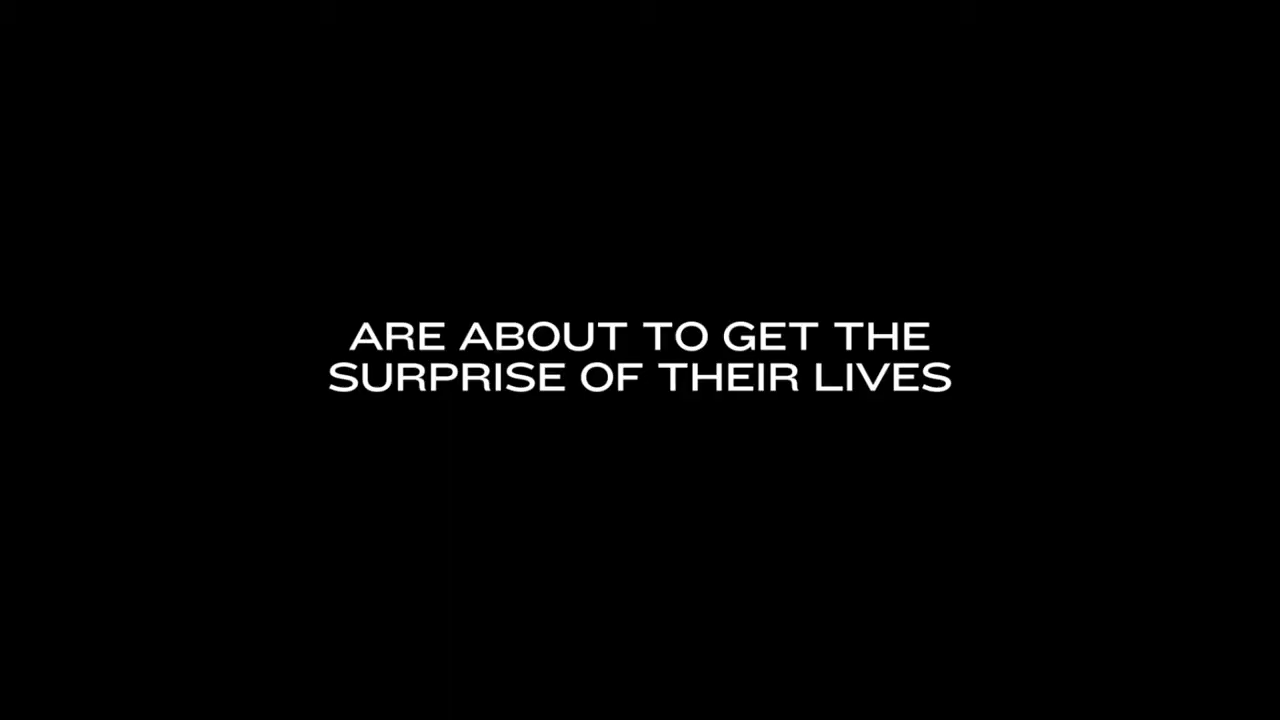 ARE ABOUT TO GET THE
SURPRISE OF THEIR LIVES